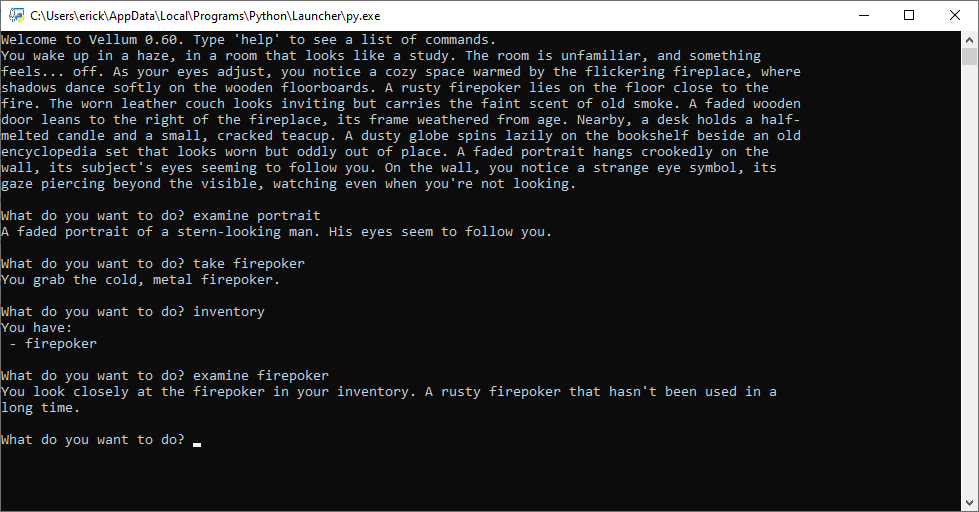 C:\Users\erick\AppData\Local\Programs\Python\Launcher\py.exe
Welcome to Vellum 0.60. Type 'help' to see a list of commands.
You wake up in a haze, in a room that looks like a study. The room is unfamiliar, and something
feels... off. As your eyes adjust, you notice a cozy space warmed by the flickering fireplace, where
shadows dance softly on the wooden floorboards. A rusty firepoker lies on the floor close to the
fire. The worn leather couch looks inviting but carries the faint scent of old smoke. A faded wooden
door leans to the right of the fireplace, its frame weathered from age. Nearby, a desk holds a half-
melted candle and a small, cracked teacup. A dusty globe spins lazily on the bookshelf beside an old
encyclopedia set that looks worn but oddly out of place. A faded portrait hangs crookedly on the
wall, its subject's eyes seeming to follow you. On the wall, you notice a strange eye symbol, its
gaze piercing beyond the visible, watching even when you're not looking.
What do you want to do? examine portrait
A faded portrait of a stern-looking man. His eyes seem to follow you.
What do you want to do? take firepoker
You grab the cold, metal firepoker.
What do you want to do? inventory
You have:
 - firepoker
What do you want to do? examine firepoker
You look closely at the firepoker in your inventory. A rusty firepoker that hasn't been used in a
long time.
What do you want to do?